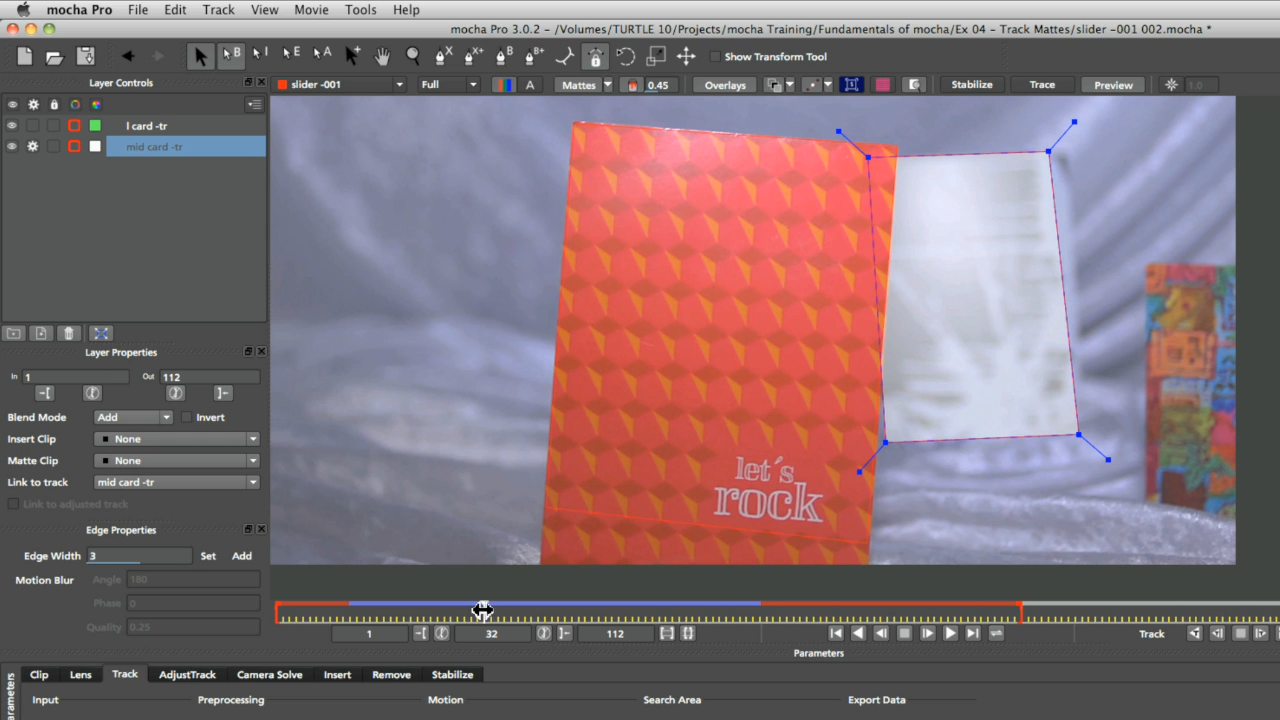 mocha Pro File Edit Track View Movie Tools Help
mocha Pro 3.0.2 – /Volumes/TURTLE 10/Projects/mocha Training/Fundamentals of mocha/Ex 04 – Track Mattes/slider -001 002.mocha *
B I E A X X+ B B+ Show Transform Tool
Layer Controls
slider -001 Full A Mattes 0.45 Overlays Stabilize Trace Preview 1.0
l card -tr
mid card -tr
let´s
rock
Layer Properties
In 1 Out 112
Blend Mode Add Invert
Insert Clip None
Matte Clip None
Link to track mid card -tr
Link to adjusted track
Edge Properties
Edge Width 3 Set Add
Motion Blur Angle 180
Phase 0
Quality 0.25
1 32 112 Track
Parameters
Clip Lens Track AdjustTrack Camera Solve Insert Remove Stabilize
Input Preprocessing Motion Search Area Export Data